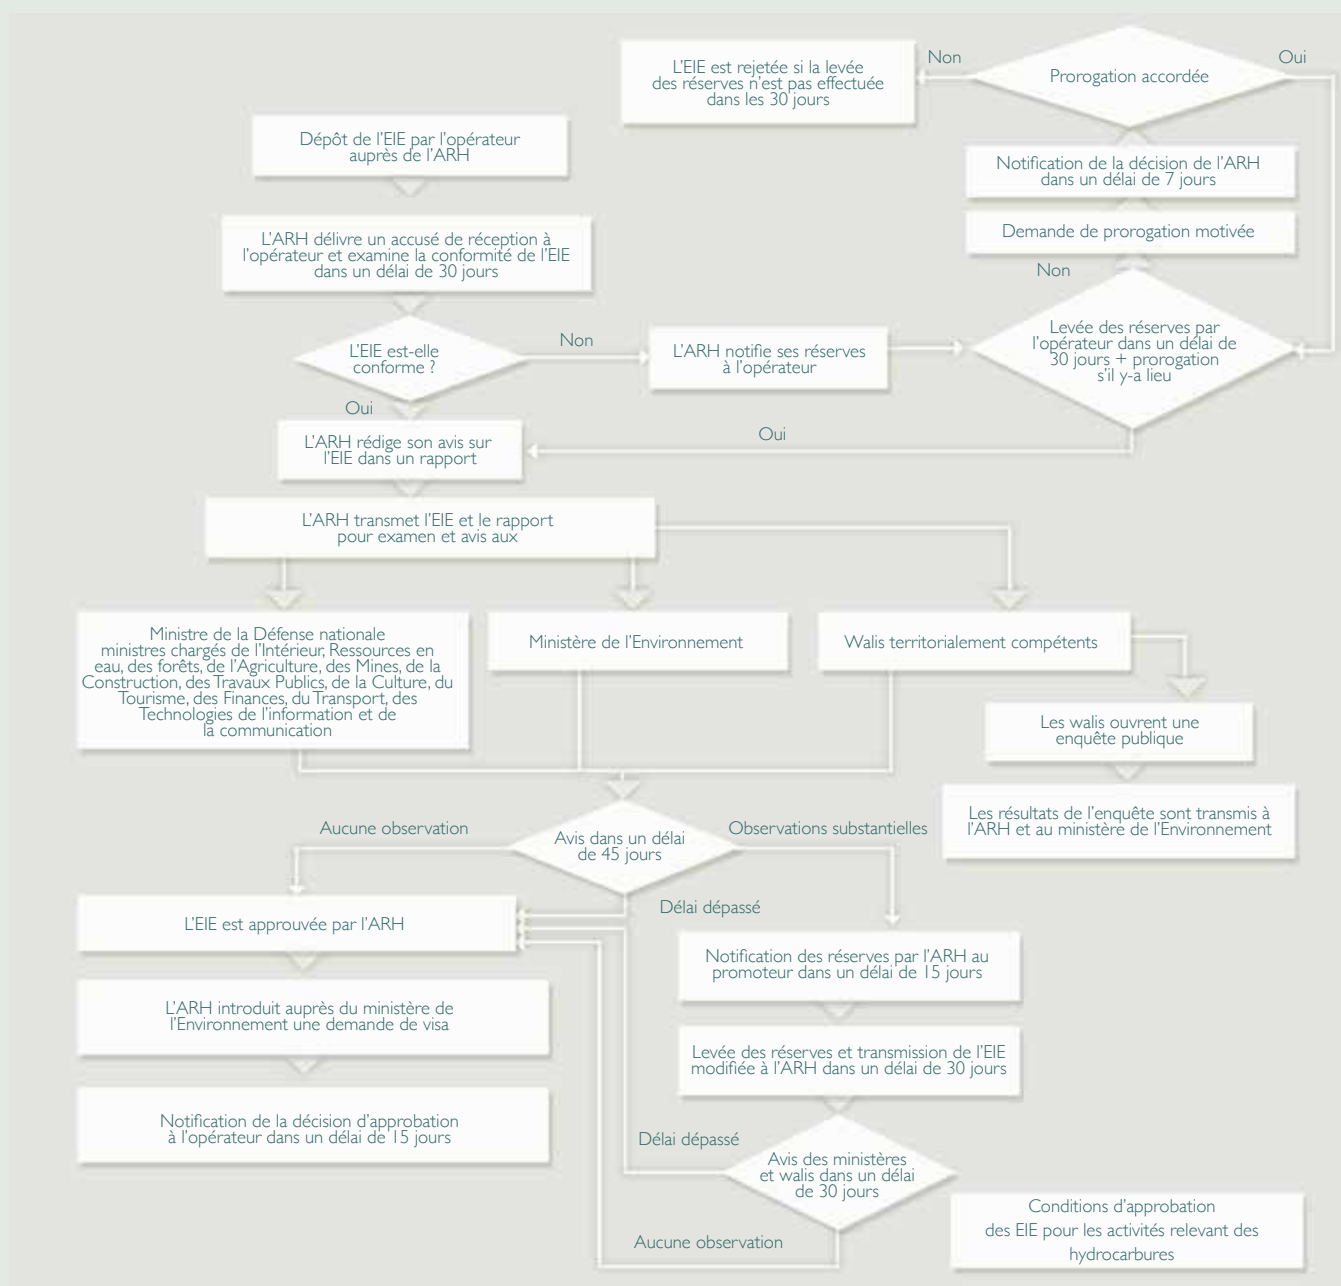 L'EIE est rejetée si la levée
des réserves n'est pas effectuée
dans les 30 jours
Non
Prorogation accordée
Oui
Dépôt de l'EIE par l'opérateur
auprès de l'ARH
Notification de la décision de l'ARH
dans un délai de 7 jours
Demande de prorogation motivée
Non
L'ARH délivre un accusé de réception à
l'opérateur et examine la conformité de l'EIE
dans un délai de 30 jours
L'EIE est-elle
conforme ?
Non
L'ARH notifie ses réserves
à l'opérateur
Levée des réserves par
l'opérateur dans un délai de
30 jours + prorogation
s'il y-a lieu
Oui
Oui
L'ARH rédige son avis sur
l'EIE dans un rapport
L'ARH transmet l'EIE et le rapport
pour examen et avis aux
Ministre de la Défense nationale
ministres chargés de l'Intérieur, Ressources en
eau, des forêts, de l'Agriculture, des Mines, de la
Construction, des Travaux Publics, de la Culture, du
Tourisme, des Finances, du Transport, des
Technologies de l'information et de
la communication
Ministère de l'Environnement
Walis territorialement compétents
Les walis ouvrent une
enquête publique
Les résultats de l'enquête sont transmis à
l'ARH et au ministère de l'Environnement
Aucune observation
Avis dans un délai
de 45 jours
Observations substantielles
Délai dépassé
L'EIE est approuvée par l'ARH
Notification des réserves par l'ARH au
promoteur dans un délai de 15 jours
L'ARH introduit auprès du ministère de
l'Environnement une demande de visa
Levée des réserves et transmission de l'EIE
modifiée à l'ARH dans un délai de 30 jours
Notification de la décision d'approbation
à l'opérateur dans un délai de 15 jours
Délai dépassé
Avis des ministères
et walis dans un délai
de 30 jours
Aucune observation
Conditions d'approbation
des EIE pour les activités relevant des
hydrocarbures